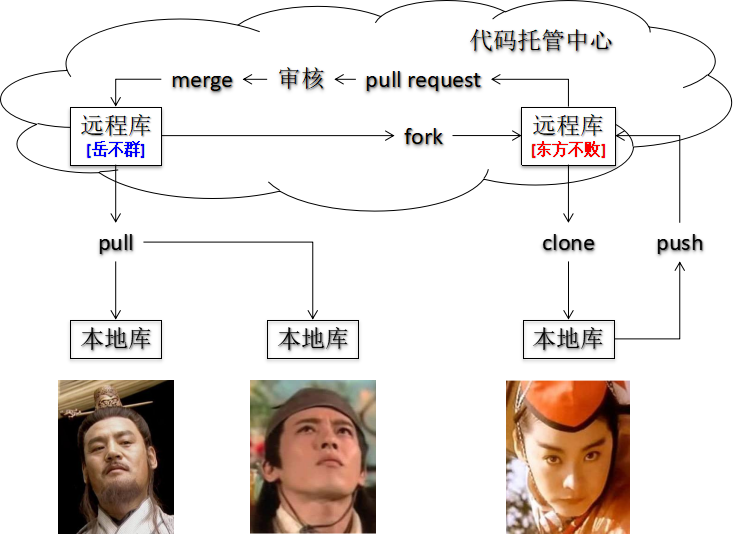 代码托管中心
merge
审核
pull request
远程库
[岳不群]
fork
远程库
[东方不败]
pull
clone
push
本地库
本地库
本地库